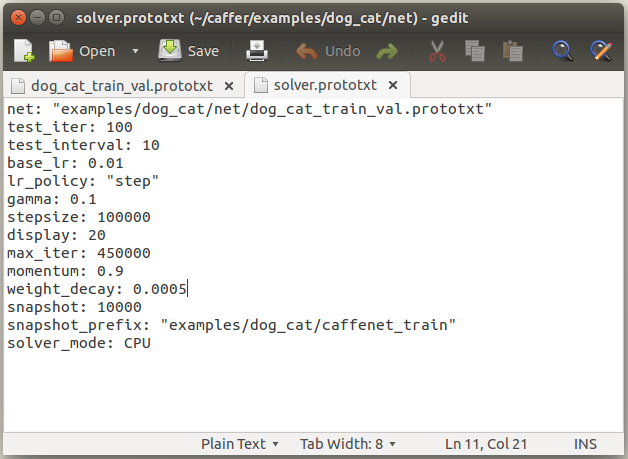 solver.prototxt (~/caffer/examples/dog_cat/net) - gedit
Open Save Undo
dog_cat_train_val.prototxt solver.prototxt
net: "examples/dog_cat/net/dog_cat_train_val.prototxt"
test_iter: 100
test_interval: 10
base_lr: 0.01
lr_policy: "step"
gamma: 0.1
stepsize: 100000
display: 20
max_iter: 450000
momentum: 0.9
weight_decay: 0.0005
snapshot: 10000
snapshot_prefix: "examples/dog_cat/caffenet_train"
solver_mode: CPU
Plain Text Tab Width: 8 Ln 11, Col 21 INS